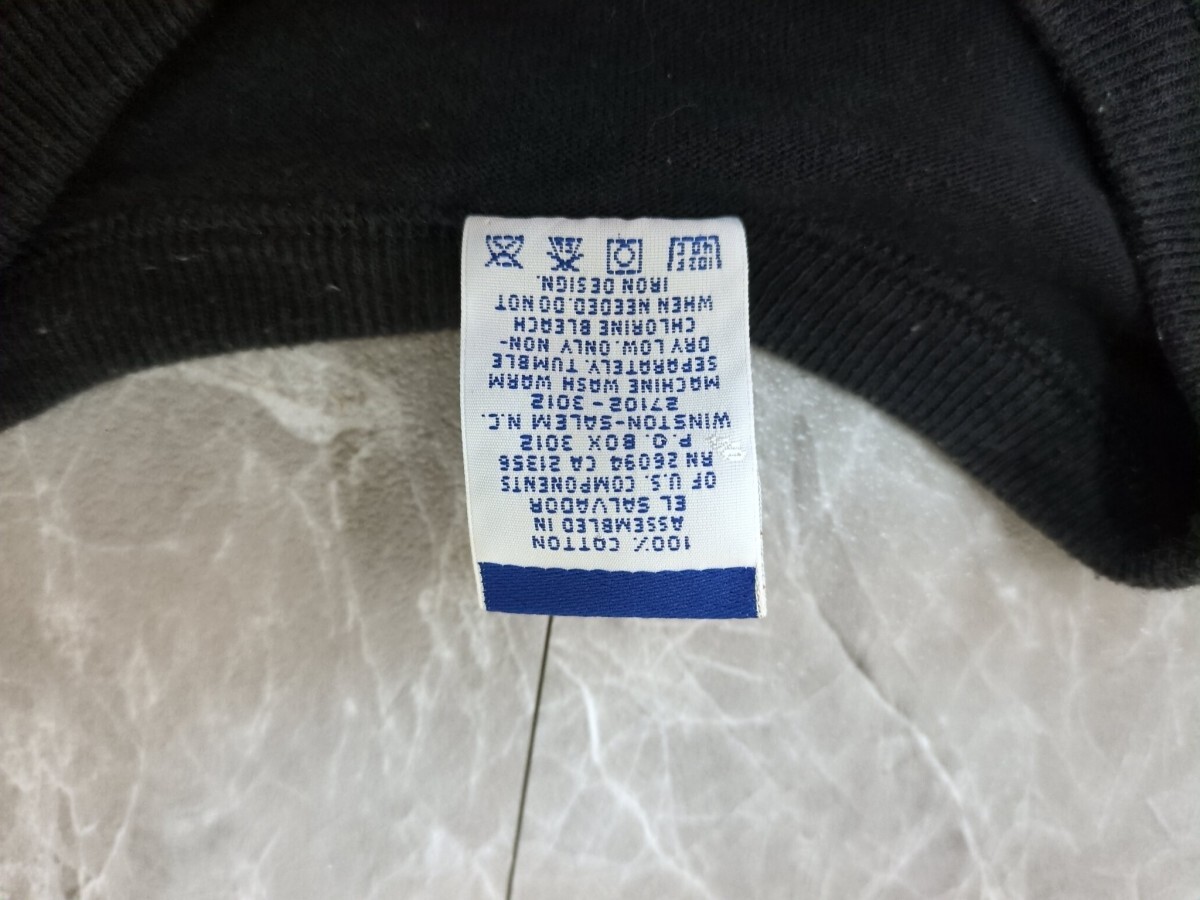 100% COTTON
ASSEMBLED IN
EL SALVADOR
OF U.S. COMPONENTS
RN 26094 CA 21356
P.O. BOX 3012
WINSTON-SALEM N.C.
27102-3012
MACHINE WASH WARM
SEPARATELY. TUMBLE
DRY LOW. ONLY NON-
CHLORINE BLEACH
WHEN NEEDED. DO NOT
IRON DESIGN.